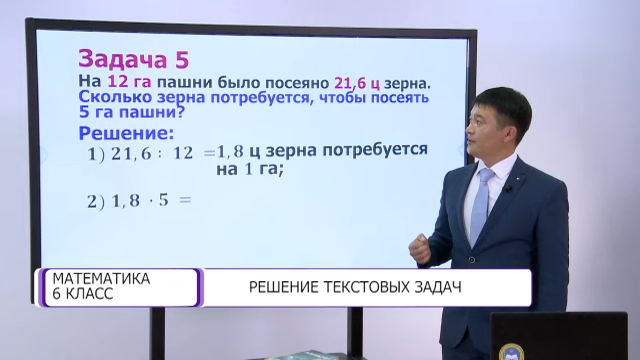 Задача 5
На 12 га пашни было посеяно 21,6 ц зерна.
Сколько зерна потребуется, чтобы посеять
5 га пашни?
Решение:
1) 21,6 : 12 = 1,8 ц зерна потребуется
на 1 га;
2) 1,8 · 5 =
МАТЕМАТИКА
6 КЛАСС
РЕШЕНИЕ ТЕКСТОВЫХ ЗАДАЧ